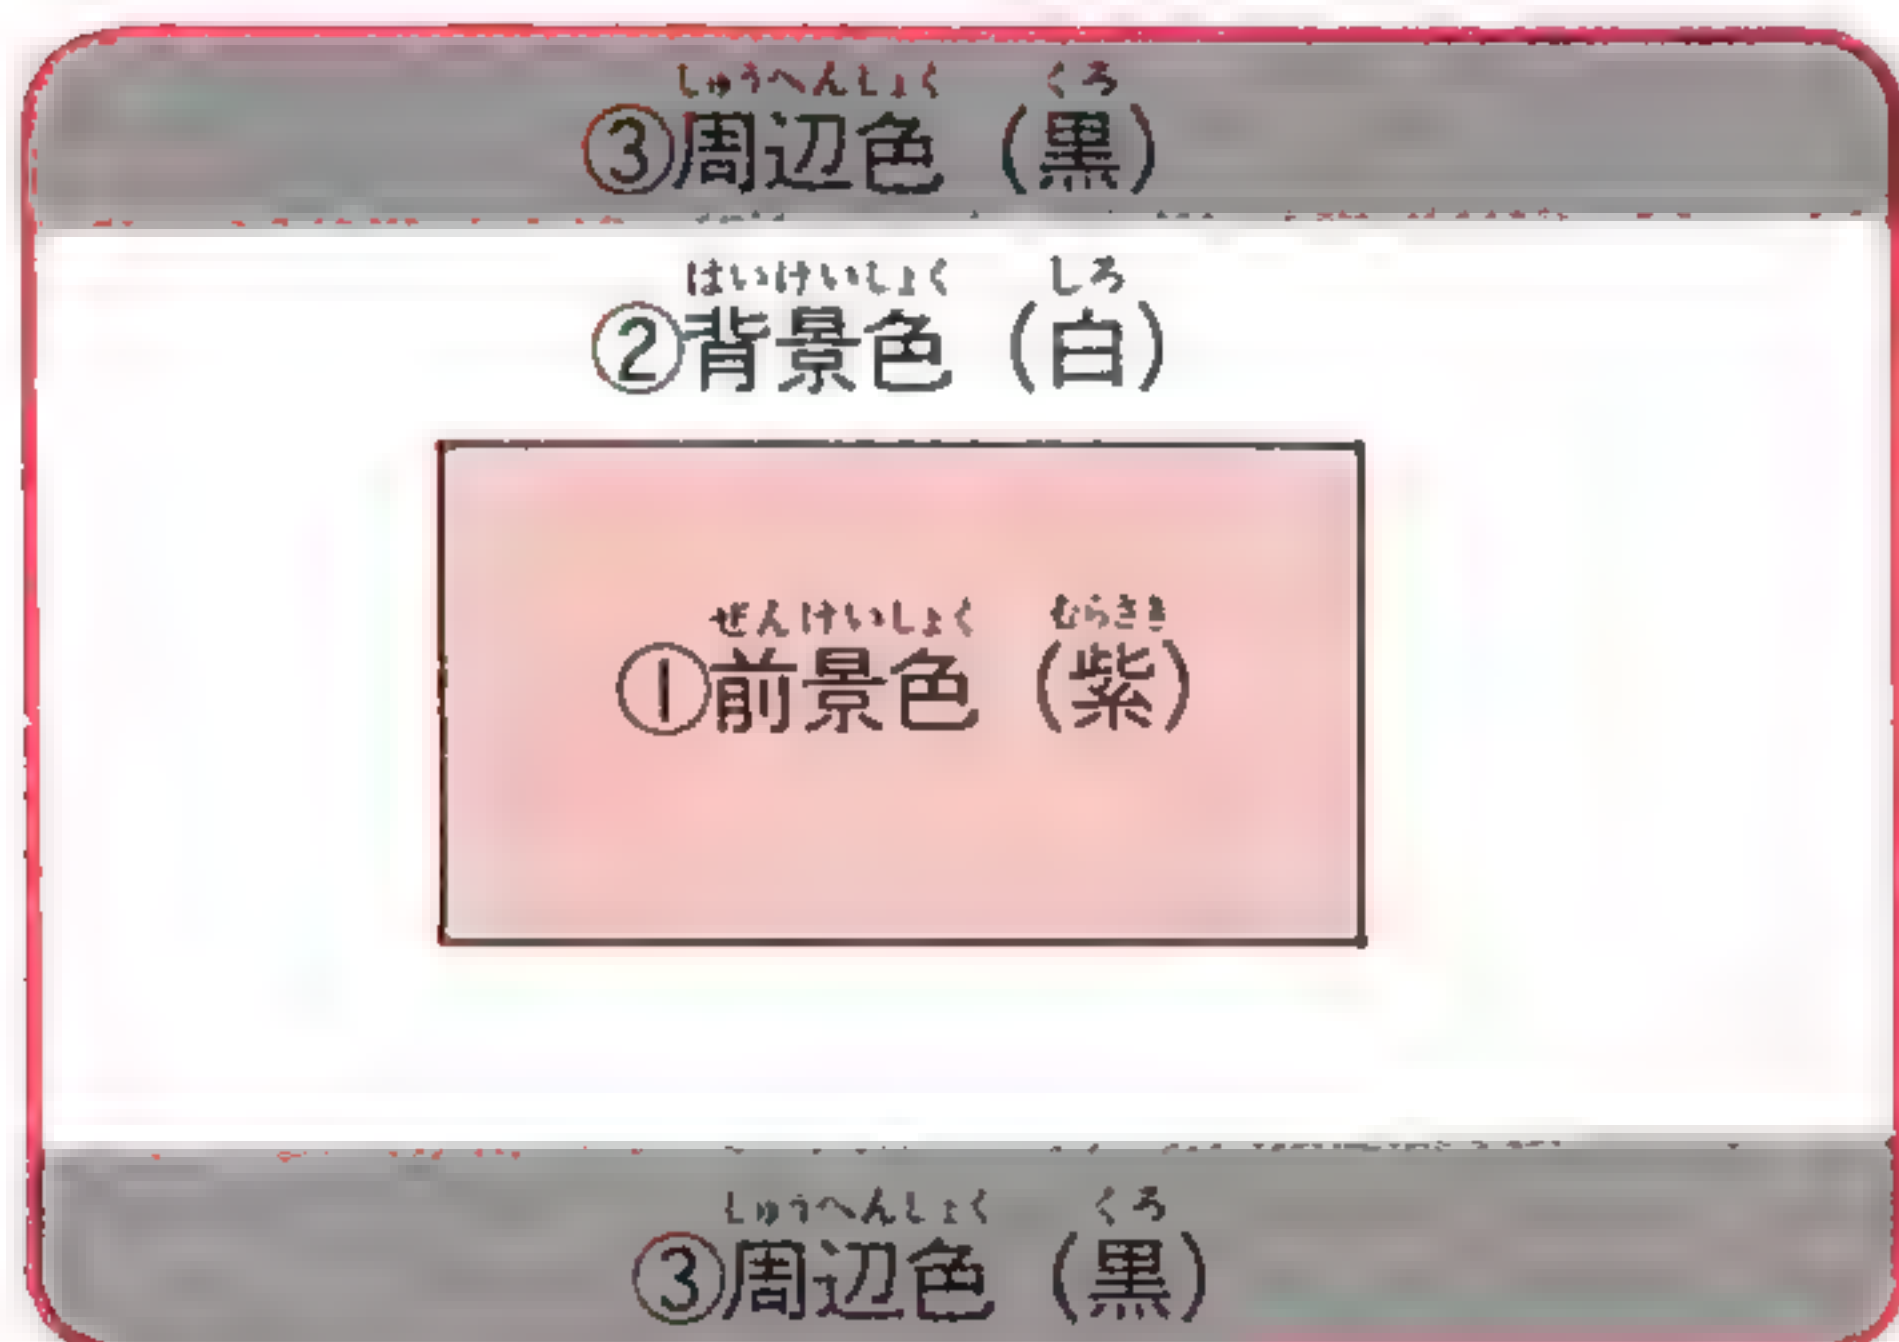 しゅうへんしょく くろ
③周辺色（黒）
はいけいしょく しろ
②背景色（白）
ぜんけいしょく むらさき
①前景色（紫）
しゅうへんしょく くろ
③周辺色（黒）